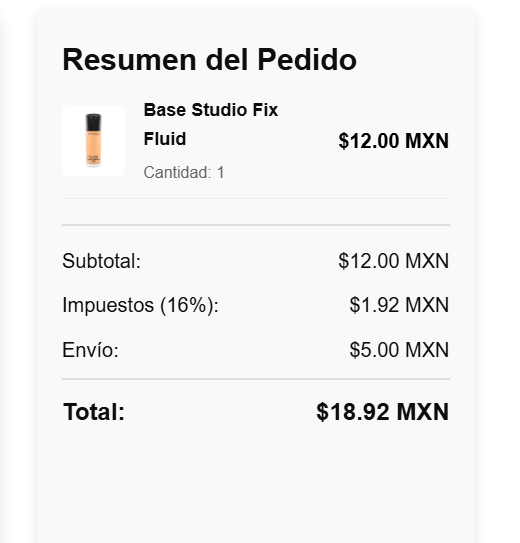 Resumen del Pedido
Base Studio Fix
Fluid
$12.00 MXN
Cantidad: 1
Subtotal: $12.00 MXN
Impuestos (16%): $1.92 MXN
Envío: $5.00 MXN
Total: $18.92 MXN